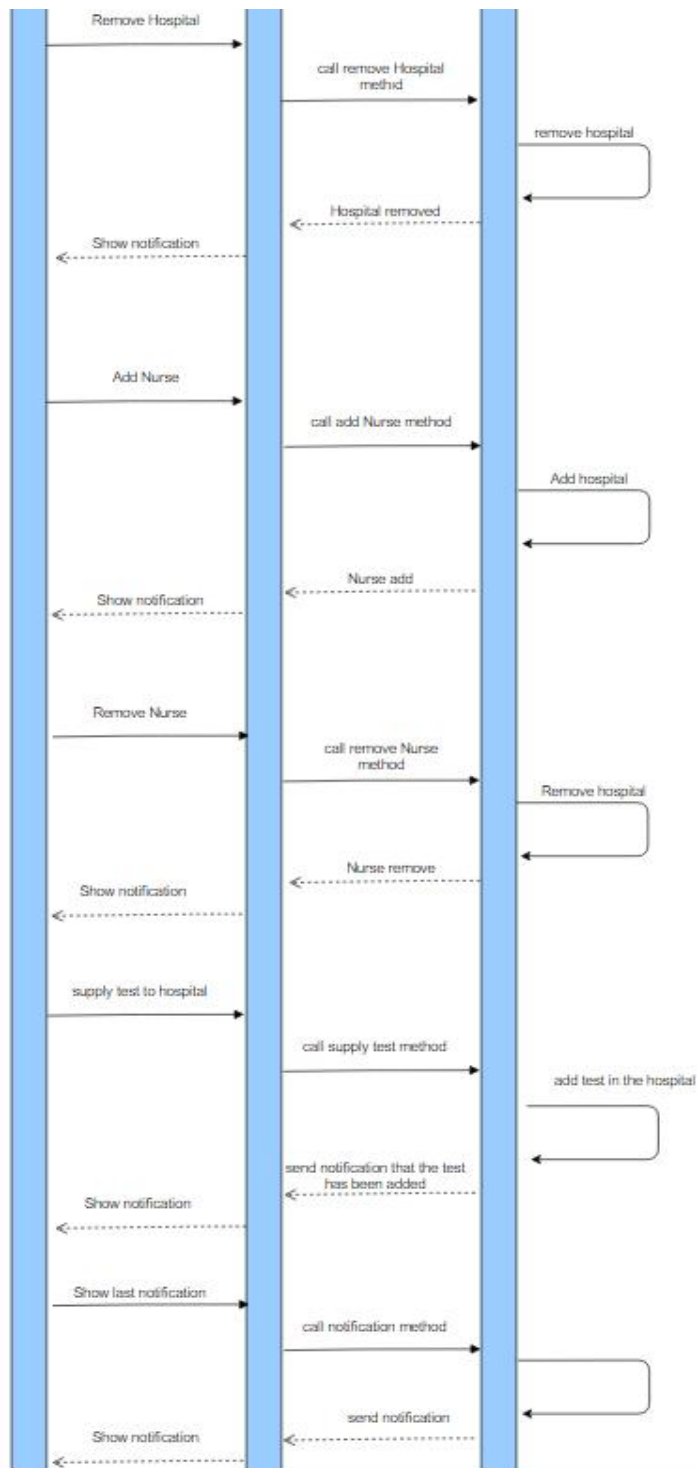 Remove Hospital
call remove Hospital
methid
remove hospital
Hospital removed
Show notification
Add Nurse
call add Nurse method
Add hospital
Nurse add
Show notification
Remove Nurse
call remove Nurse
method
Remove hospital
Nurse remove
Show notification
supply test to hospital
call supply test method
add test in the hospital
send notification that the test
has been added
Show notification
Show last notification
call notification method
send notification
Show notification